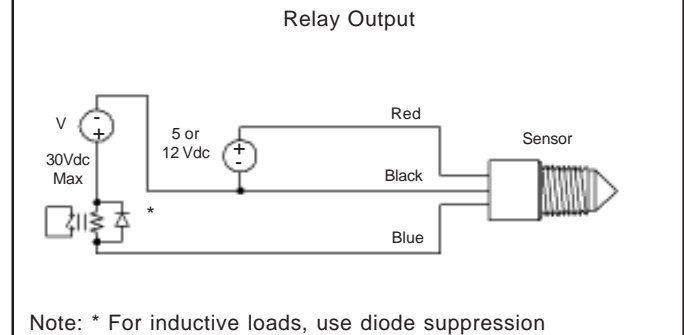 Relay Output
V
-
+
30Vdc
Max
*
5 or
12 Vdc
+
-
Red
Black
Blue
Sensor
Note: * For inductive loads, use diode suppression